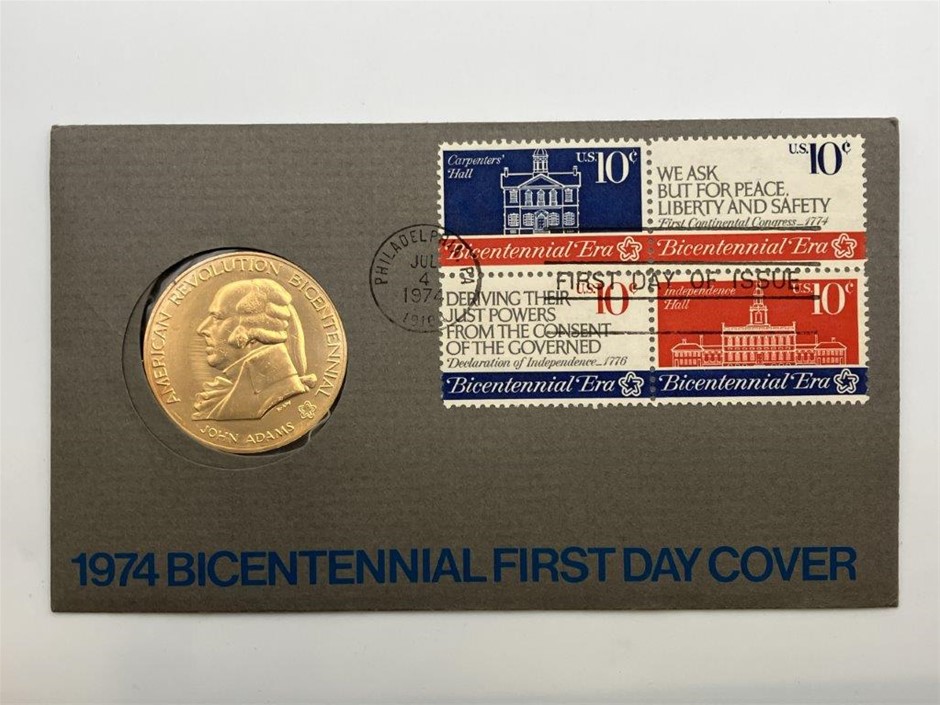 AMERICAN REVOLUTION BICENTENNIAL
JOHN ADAMS
Carpenters'
Hall
U.S. 10c
U.S. 10c
WE ASK
BUT FOR PEACE,
LIBERTY AND SAFETY
First Continental Congress...1774
Bicentennial Era
Bicentennial Era
PHILADELPHIA PA
JUL
4
1974
FIRST DAY OF ISSUE
U.S. 10c
DERIVING THEIR
JUST POWERS
FROM THE CONSENT
OF THE GOVERNED
Declaration of Independence...1776
Bicentennial Era
Independence
Hall
U.S. 10c
Bicentennial Era
1974 BICENTENNIAL FIRST DAY COVER